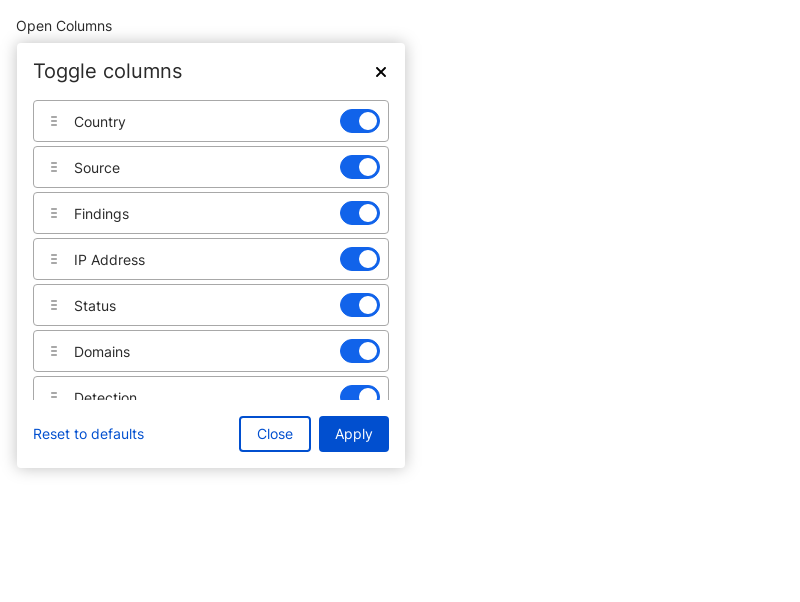 Open Columns
Toggle columns
Country
Source
Findings
IP Address
Status
Domains
Detection
Reset to defaults
Close
Apply